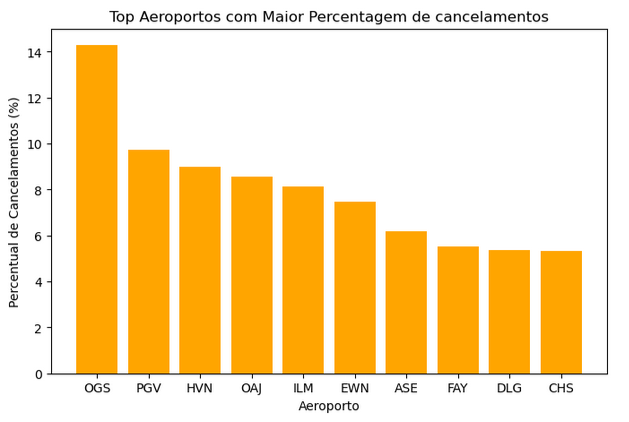 Top Aeroportos com Maior Percentagem de cancelamentos
Percentual de Cancelamentos (%)
14
12
10
8
6
4
2
0
OGS PGV HVN OAJ ILM EWN ASE FAY DLG CHS
Aeroporto